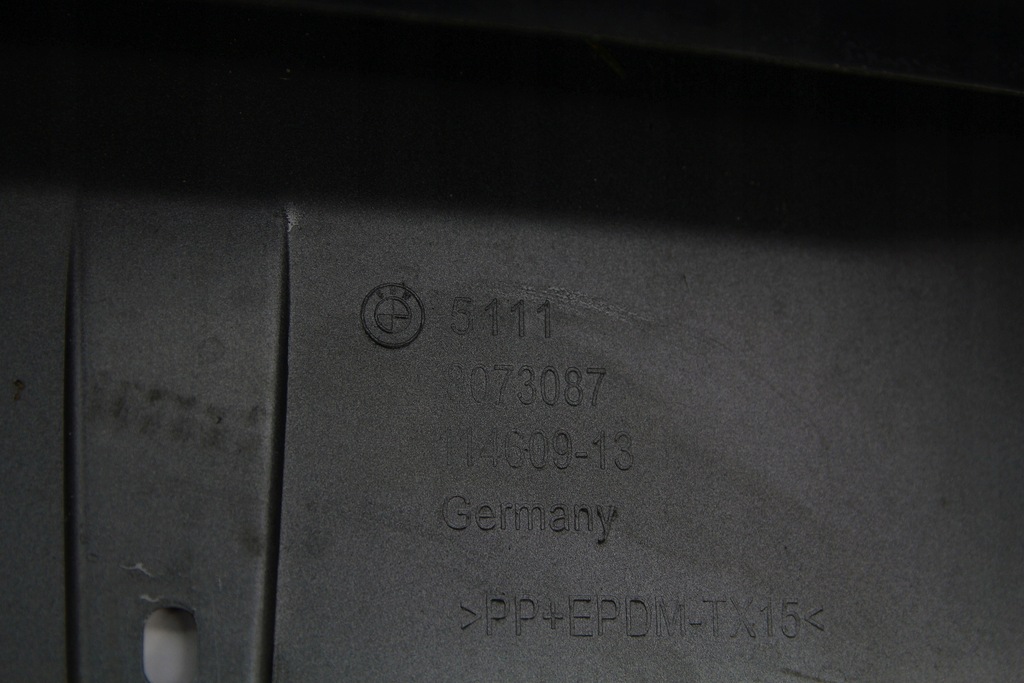 5111
8073087
114609-13
Germany
>PP+EPDM-TX15<